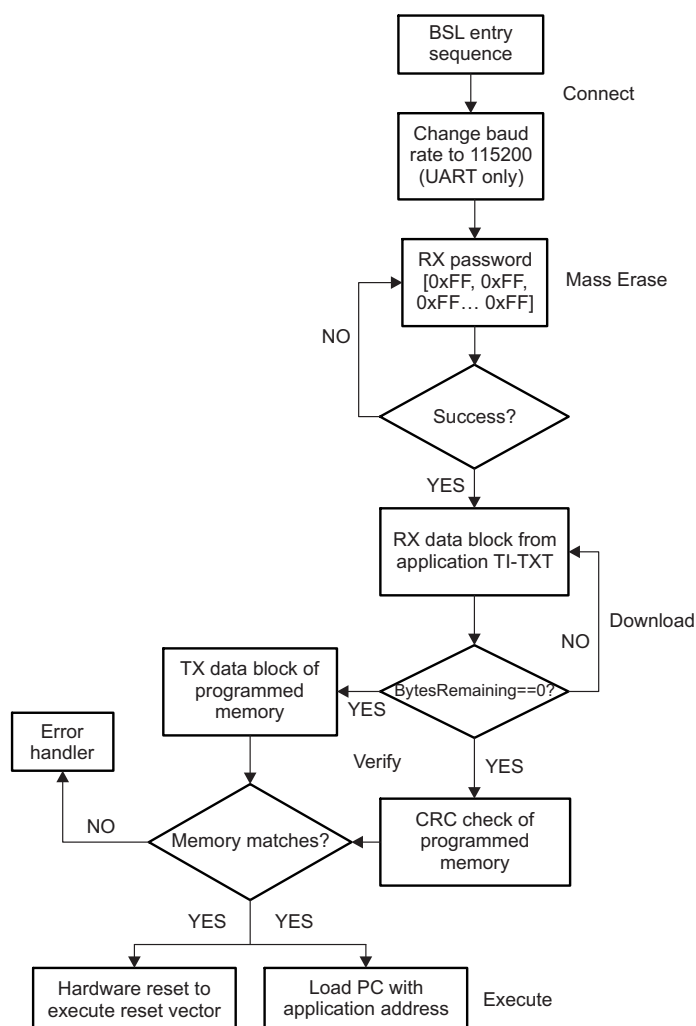 BSL entry
sequence
Connect
Change baud
rate to 115200
(UART only)
RX password
[0xFF, 0xFF,
0xFF... 0xFF]
Mass Erase
NO
Success?
YES
RX data block from
application TI-TXT
Download
NO
TX data block of
programmed
memory
BytesRemaining==0?
YES
Error
handler
Verify
YES
NO
Memory matches?
CRC check of
programmed
memory
YES YES
Hardware reset to
execute reset vector
Load PC with
application address
Execute